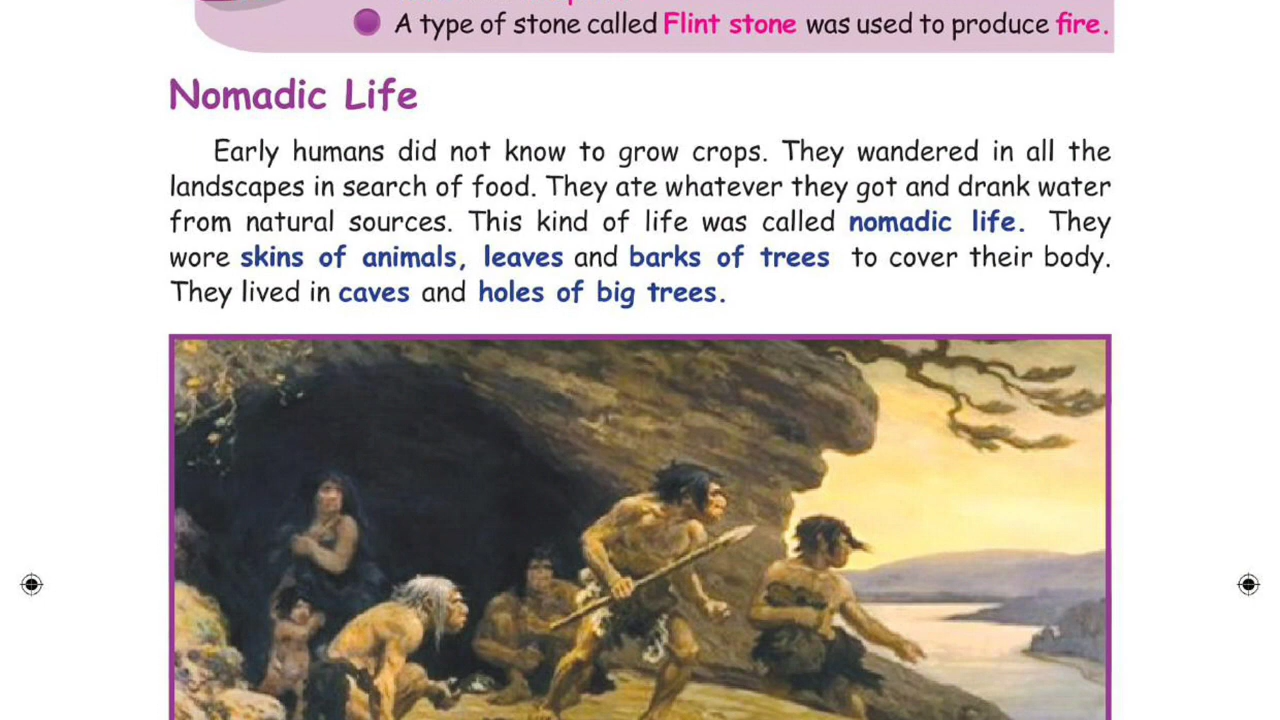 A type of stone called Flint stone was used to produce fire.
Nomadic Life
Early humans did not know to grow crops. They wandered in all the
landscapes in search of food. They ate whatever they got and drank water
from natural sources. This kind of life was called nomadic life. They
wore skins of animals, leaves and barks of trees to cover their body.
They lived in caves and holes of big trees.